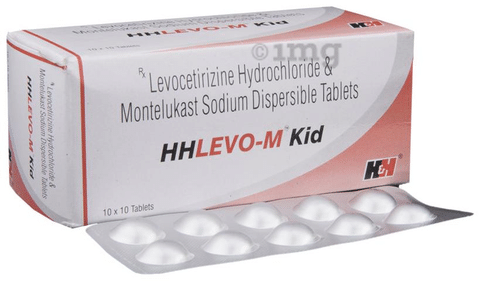 1mg
Rx Levocetirizine Hydrochloride &
Montelukast Sodium Dispersible Tablets
HHLEVO-M™ Kid
10 x 10 Tablets
H&H
Levocetirizine Hydrochloride &
Montelukast Sodium Dispersible Tablets
HHLEVO-M Kid